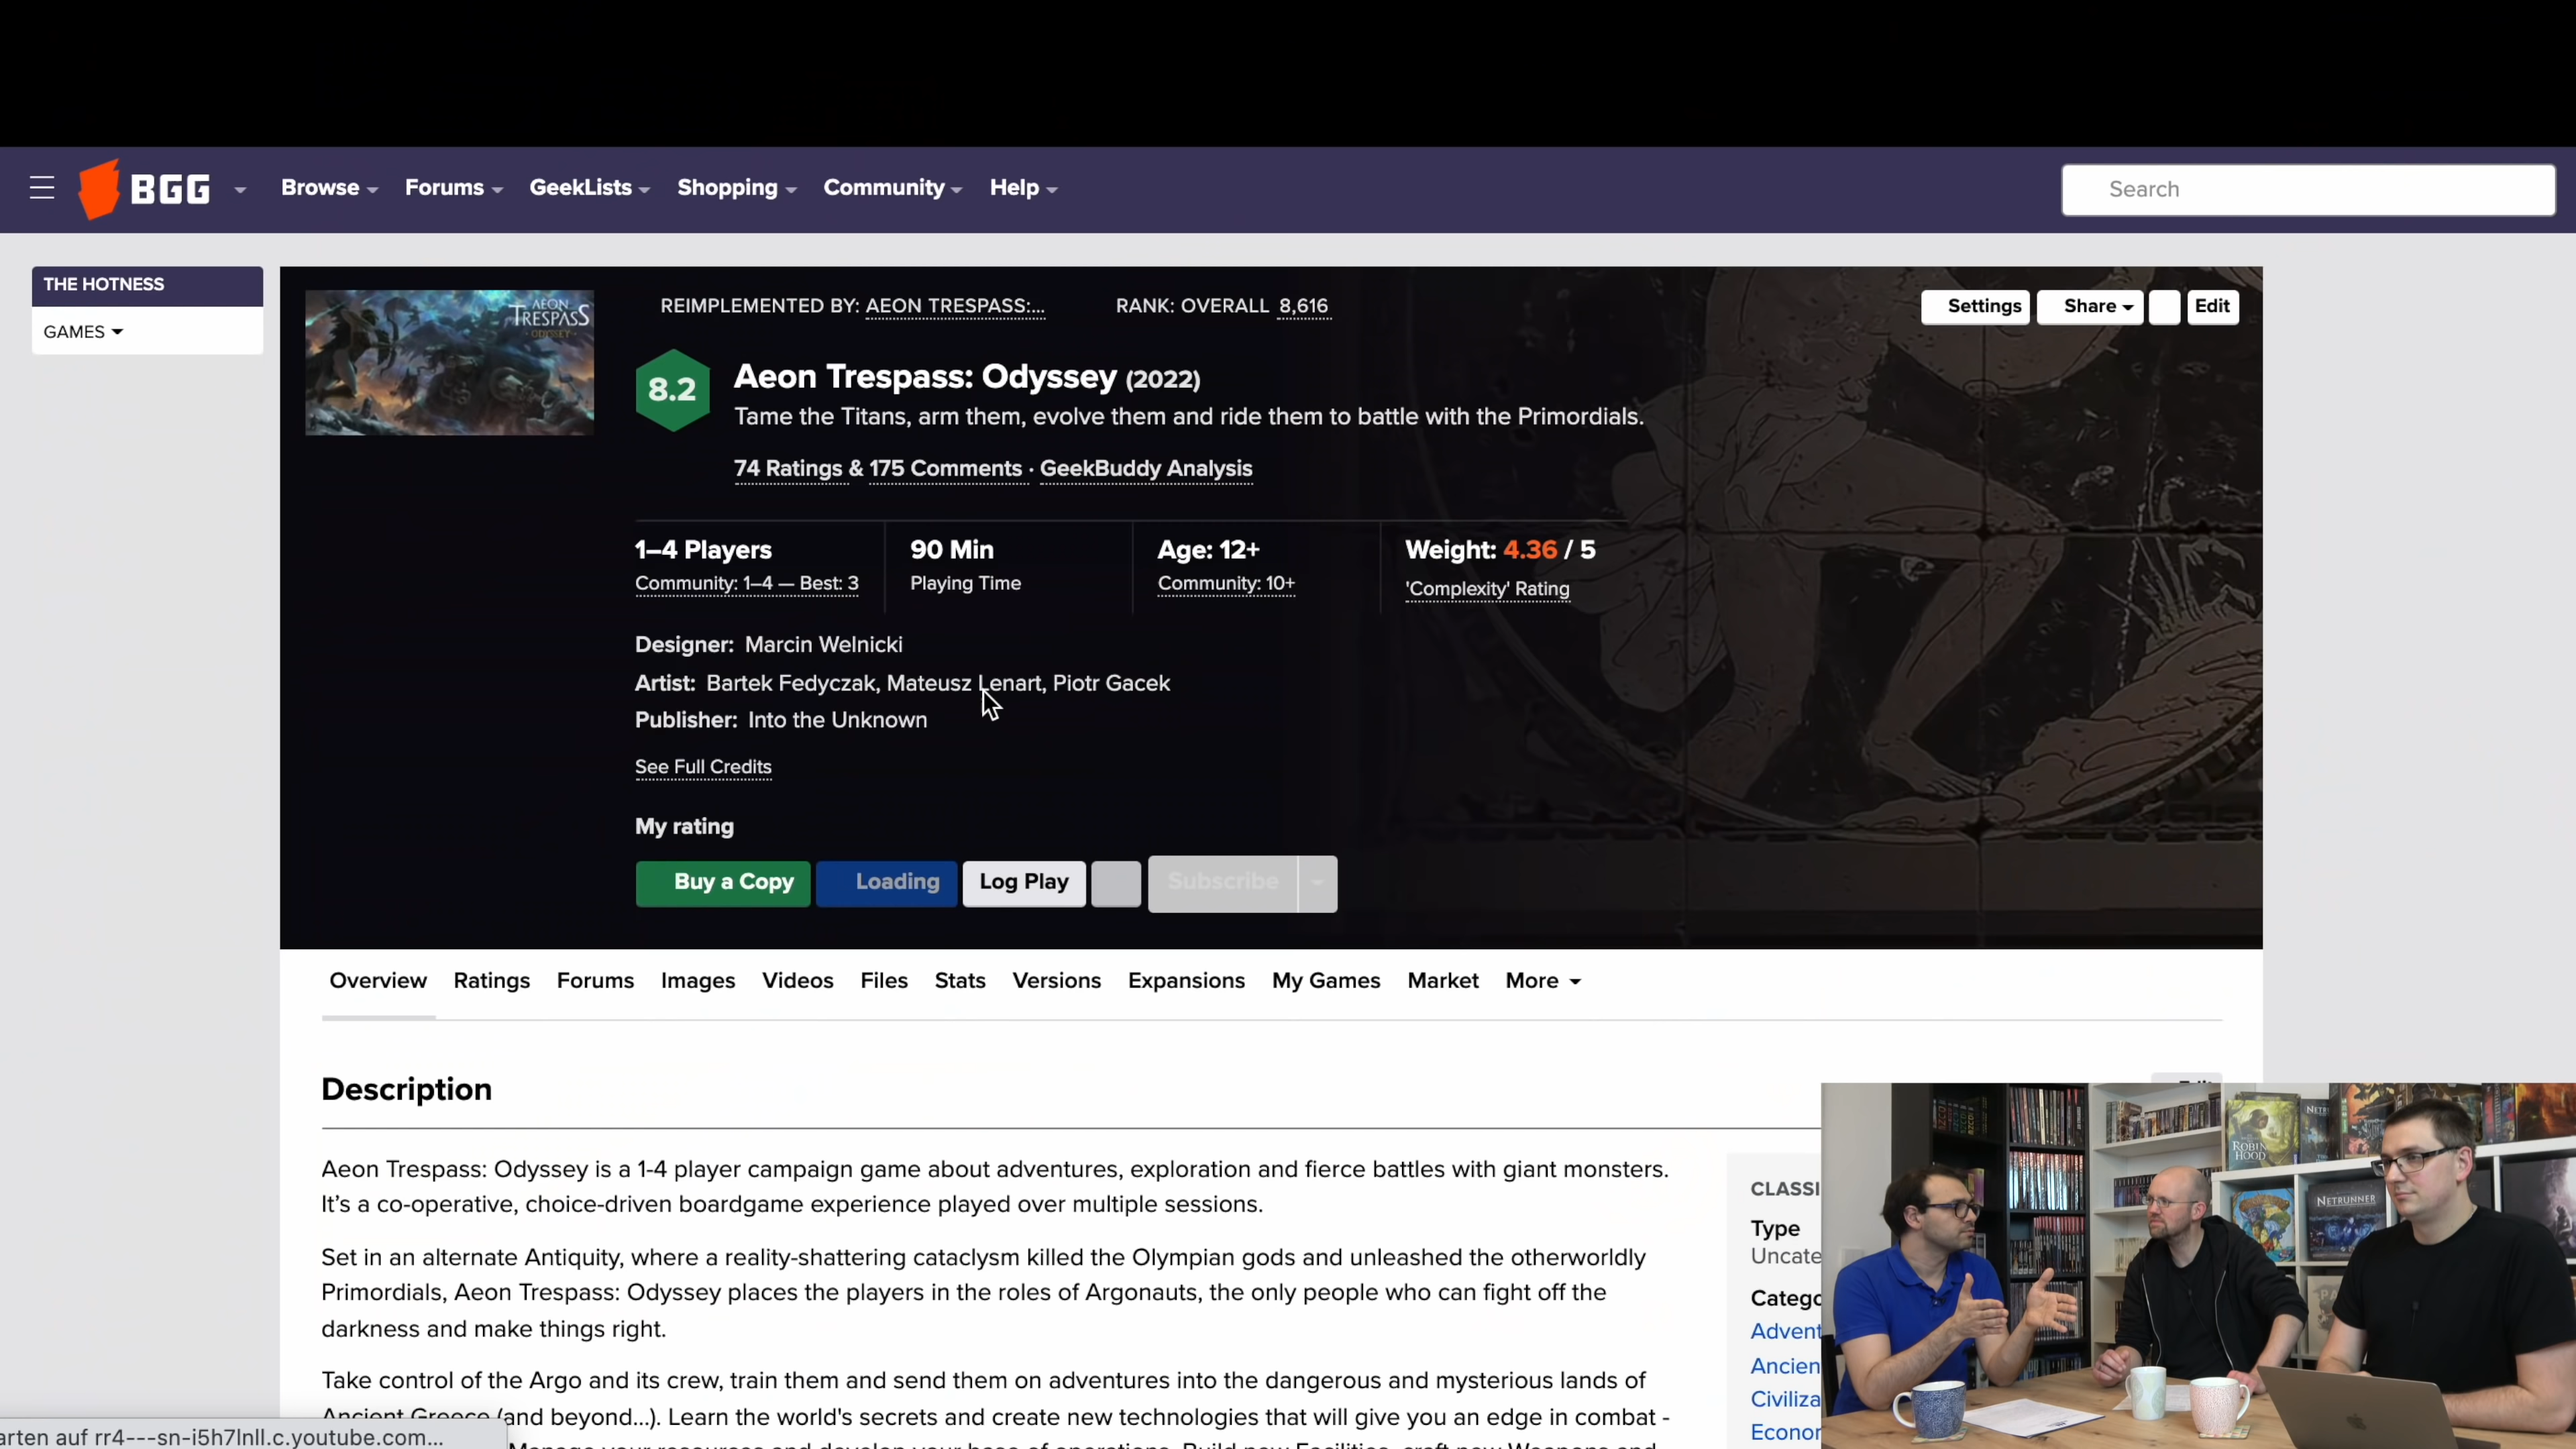 BGG
Browse Forums GeekLists Shopping Community Help
Search
THE HOTNESS
GAMES
AEON
TRESPASS
ODYSSEY
REIMPLEMENTED BY: AEON TRESPASS:... RANK: OVERALL 8,616
Settings Share Edit
8.2
Aeon Trespass: Odyssey (2022)
Tame the Titans, arm them, evolve them and ride them to battle with the Primordials.
74 Ratings & 175 Comments · GeekBuddy Analysis
1–4 Players
Community: 1–4 — Best: 3
90 Min
Playing Time
Age: 12+
Community: 10+
Weight: 4.36 / 5
'Complexity' Rating
Designer: Marcin Welnicki
Artist: Bartek Fedyczak, Mateusz Lenart, Piotr Gacek
Publisher: Into the Unknown
See Full Credits
My rating
Buy a Copy Loading Log Play Subscribe
Overview Ratings Forums Images Videos Files Stats Versions Expansions My Games Market More
Description
Aeon Trespass: Odyssey is a 1-4 player campaign game about adventures, exploration and fierce battles with giant monsters.
It's a co-operative, choice-driven boardgame experience played over multiple sessions.
Set in an alternate Antiquity, where a reality-shattering cataclysm killed the Olympian gods and unleashed the otherworldly
Primordials, Aeon Trespass: Odyssey places the players in the roles of Argonauts, the only people who can fight off the
darkness and make things right.
Take control of the Argo and its crew, train them and send them on adventures into the dangerous and mysterious lands of
Ancient Greece (and beyond...). Learn the world's secrets and create new technologies that will give you an edge in combat -
CLASSI
Type
Uncate
Catego
Advent
Ancien
Civiliza
Econor
ROBIN
HOOD
NETRUNNER
arten auf rr4---sn-i5h7lnll.c.youtube.com...